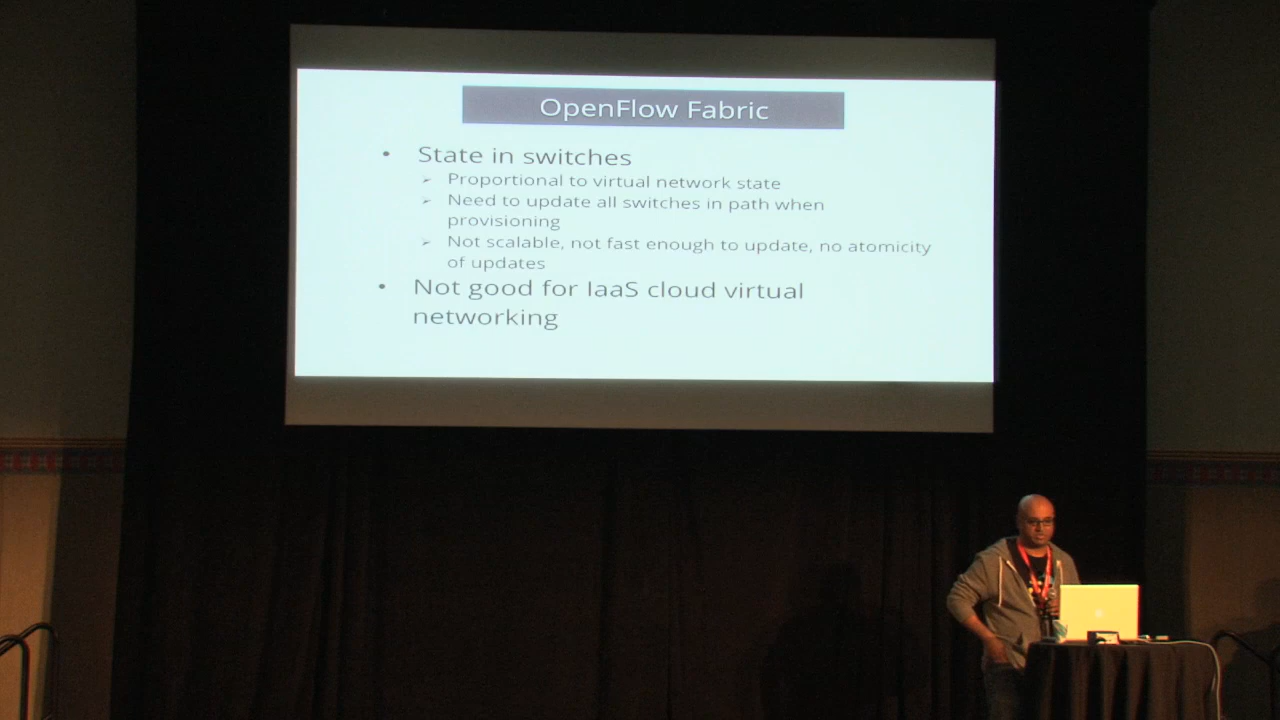 OpenFlow Fabric
• State in switches
➢ Proportional to virtual network state
➢ Need to update all switches in path when
provisioning
➢ Not scalable, not fast enough to update, no atomicity
of updates
• Not good for IaaS cloud virtual
networking